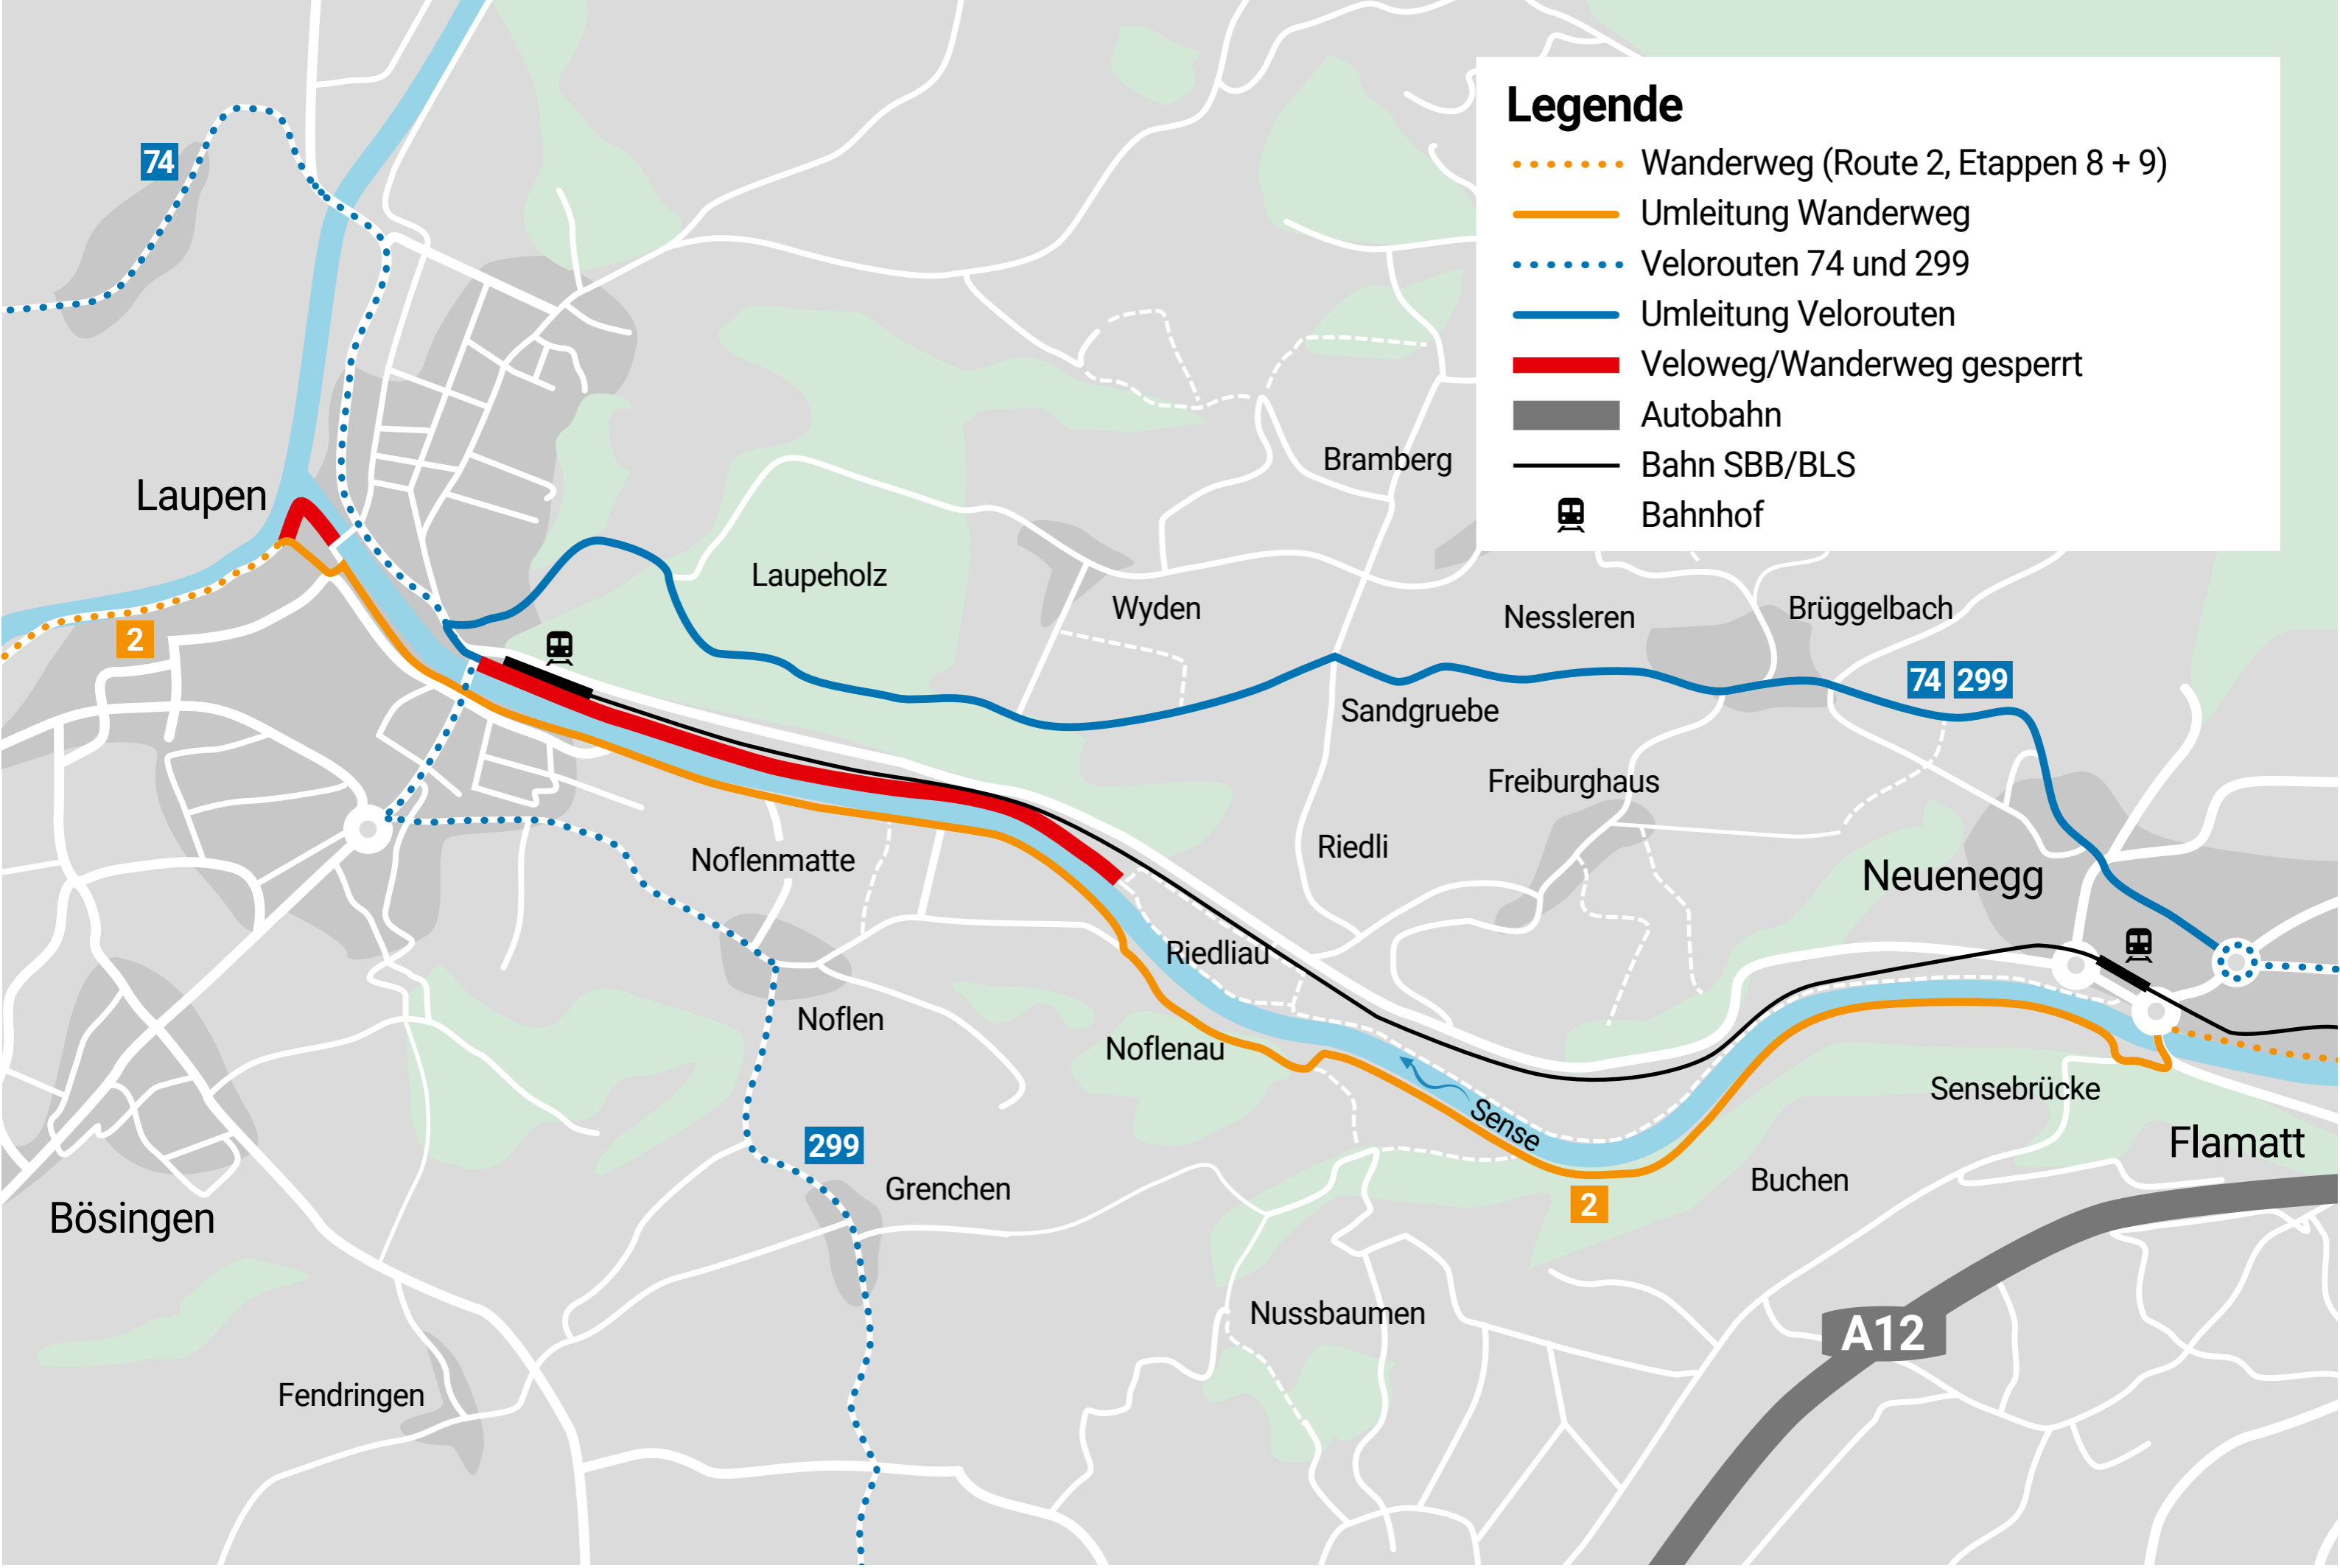 Legende
Wanderweg (Route 2, Etappen 8 + 9)
Umleitung Wanderweg
Velorouten 74 und 299
Umleitung Velorouten
Veloweg/Wanderweg gesperrt
Autobahn
Bahn SBB/BLS
Bahnhof
74
Laupen
2
Bramberg
Laupeholz
Wyden
Nessleren
Brüggelbach
74 299
Sandgruebe
Freiburghaus
Riedli
Noflenmatte
Neuenegg
Riedliau
Noflen
Noflenau
Sense
Sensebrücke
Flamatt
299
Grenchen
Buchen
2
Bösingen
Nussbaumen
A12
Fendringen